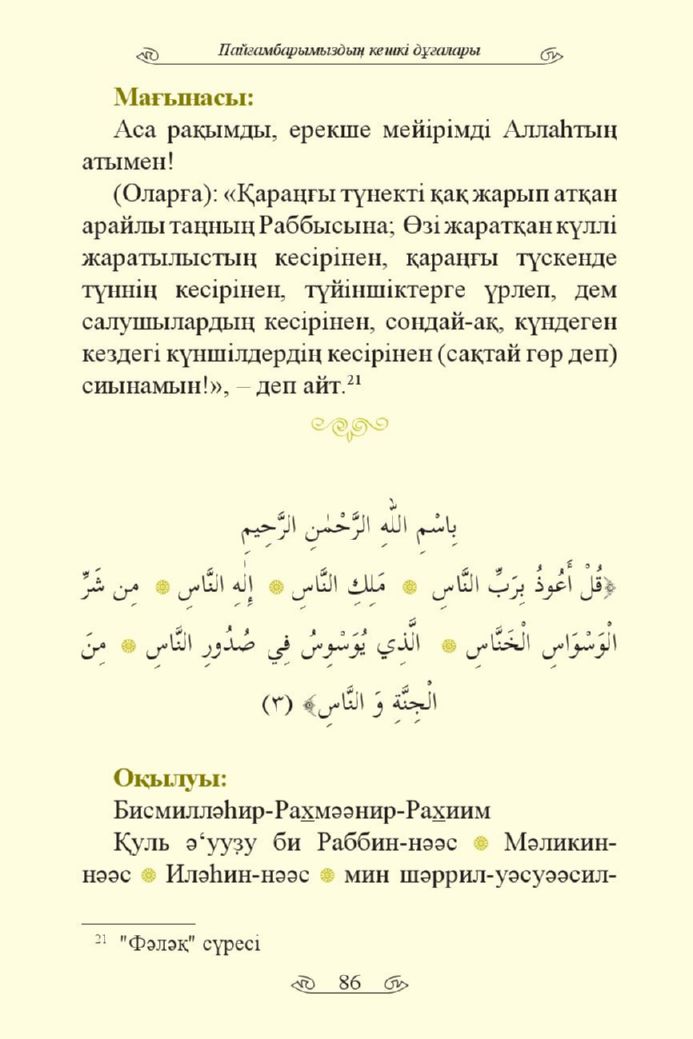 Пайғамбарымыздың кешкі дұғалары
Мағынасы:
Аса рақымды, ерекше мейірімді Аллаһтың
атымен!
(Оларға): «Қараңғы түнекті қақ жарып атқан
арайлы таңның Раббысына; Өзі жаратқан күллі
жаратылыстың кесірінен, қараңғы түскенде
түннің кесірінен, түйіншіктерге үрлеп, дем
салушылардың кесірінен, сондай-ақ, күндеген
кездегі күншілдердің кесірінен (сақтай гөр деп)
сиынамын!», – деп айт.21
بِاسْمِ اللهِ الرَّحْمٰنِ الرَّحِيمِ
﴿قُلْ أَعُوذُ بِرَبِّ النَّاسِ ۞ مَلِكِ النَّاسِ ۞ إِلٰهِ النَّاسِ ۞ مِن شَرِّ
الْوَسْوَاسِ الْخَنَّاسِ ۞ الَّذِي يُوَسْوِسُ فِي صُدُورِ النَّاسِ ۞ مِنَ
الْجِنَّةِ وَ النَّاسِ﴾ (٣)
Оқылуы:
Бисмилләһир-Рахмәәнир-Рахиим
Қуль ә‘ууҙу би Раббин-нәәс ۞ Мәликин-
нәәс ۞ Иләһин-нәәс ۞ мин шәррил-уәсуәәсил-
21 "Фәләқ" сүресі
86